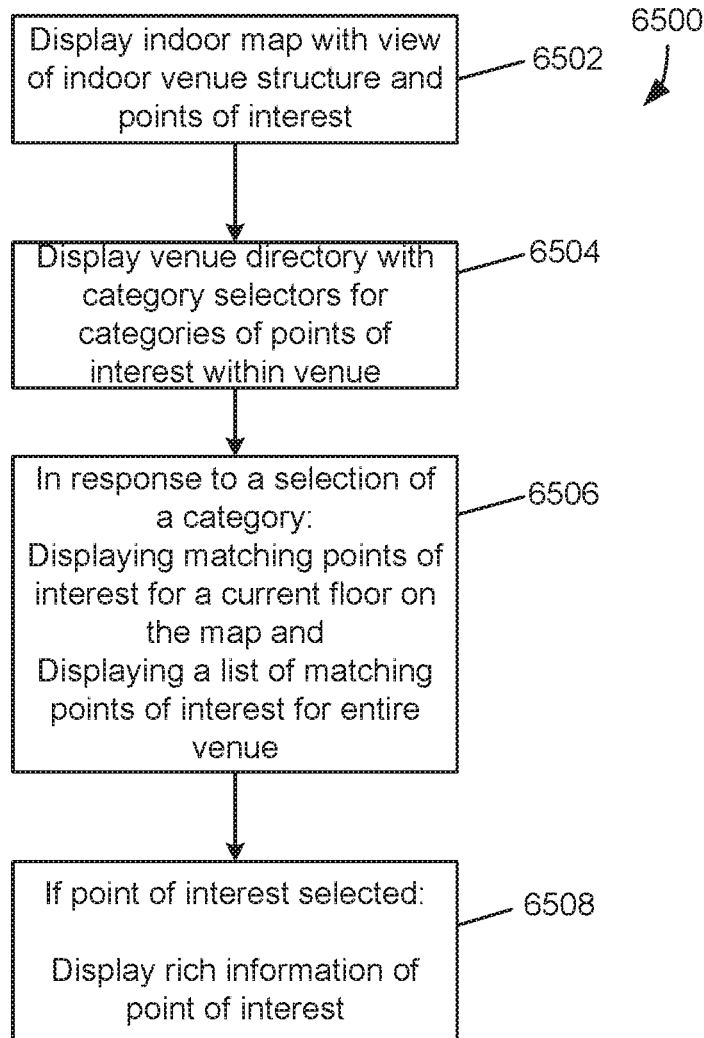 6500
Display indoor map with view
of indoor venue structure and
points of interest
6502
Display venue directory with
category selectors for
categories of points of
interest within venue
6504
In response to a selection of
a category:
Displaying matching points of
interest for a current floor on
the map and
Displaying a list of matching
points of interest for entire
venue
6506
If point of interest selected:
Display rich information of
point of interest
6508